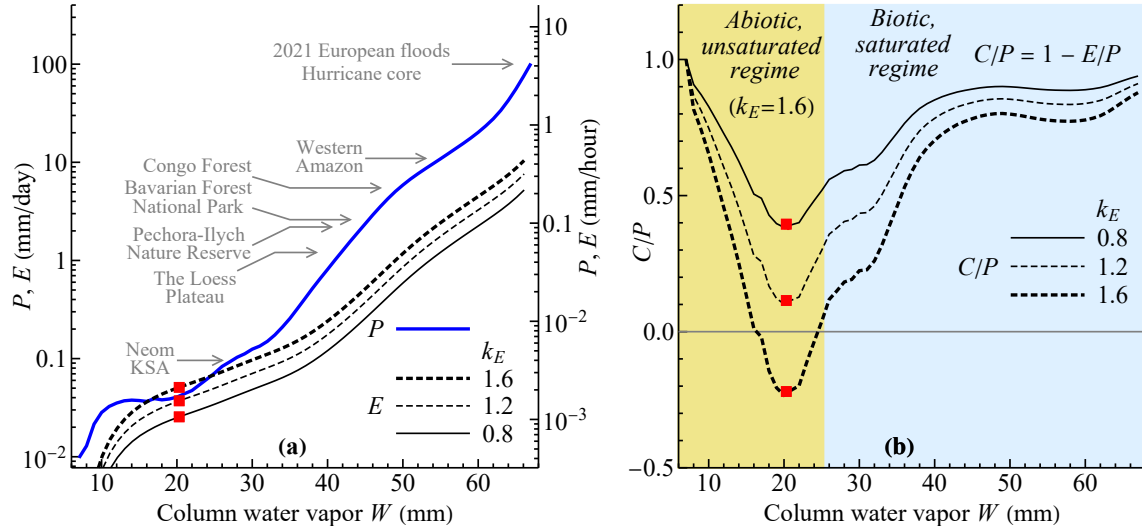 P, E (mm/day)
100
10
1
0.1
10⁻²
10
1
0.1
10⁻²
10⁻³
P, E (mm/hour)
2021 European floods
Hurricane core
Western
Amazon
Congo Forest
Bavarian Forest
National Park
Pechora-Ilych
Nature Reserve
The Loess
Plateau
Neom
KSA
P
k_E
1.6
E
1.2
0.8
(a)
10 20 30 40 50 60
Column water vapor W (mm)
Abiotic,
unsaturated
regime
(k_E=1.6)
Biotic,
saturated
regime
C/P = 1 − E/P
C/P
1.0
0.5
0.0
−0.5
k_E
0.8
C/P
1.2
1.6
(b)
10 20 30 40 50 60
Column water vapor W (mm)